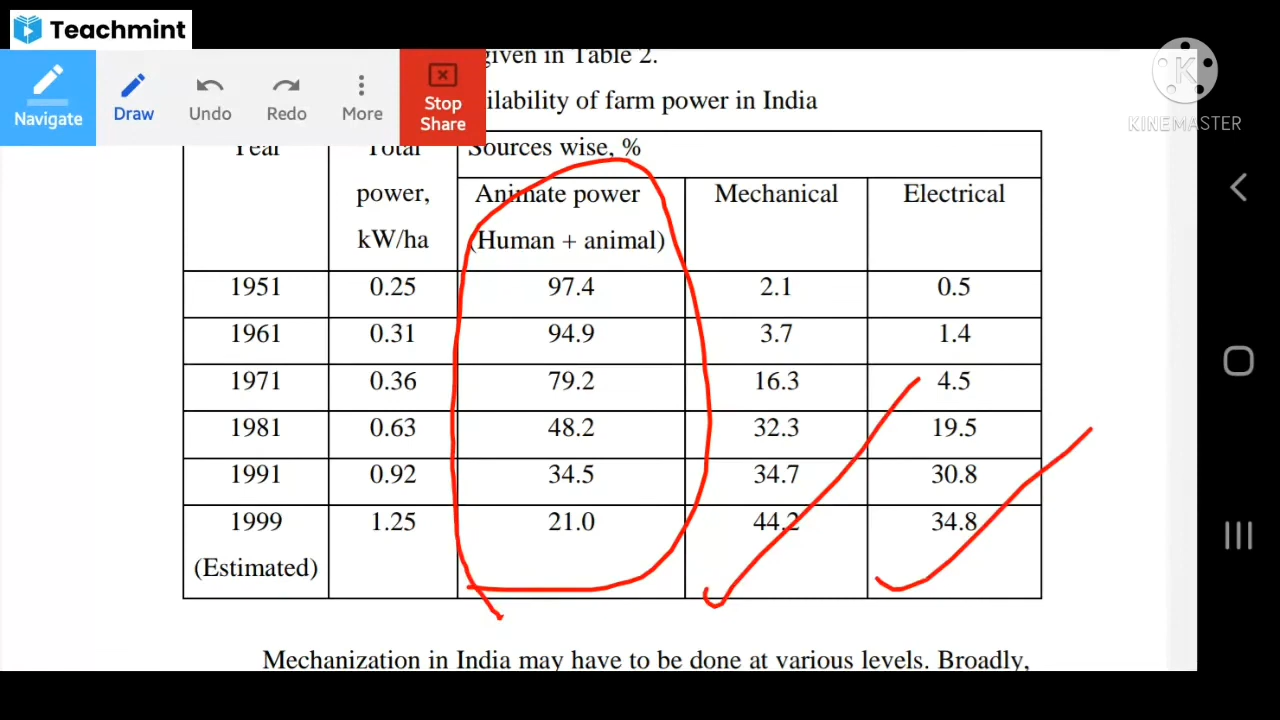 Teachmint
Navigate
Draw
Undo
Redo
More
Stop
Share
given in Table 2.
ilability of farm power in India
KINEMASTER
Year Total Sources wise, %
power, Animate power Mechanical Electrical
kW/ha (Human + animal)
1951 0.25 97.4 2.1 0.5
1961 0.31 94.9 3.7 1.4
1971 0.36 79.2 16.3 4.5
1981 0.63 48.2 32.3 19.5
1991 0.92 34.5 34.7 30.8
1999 1.25 21.0 44.2 34.8
(Estimated)
Mechanization in India may have to be done at various levels. Broadly,